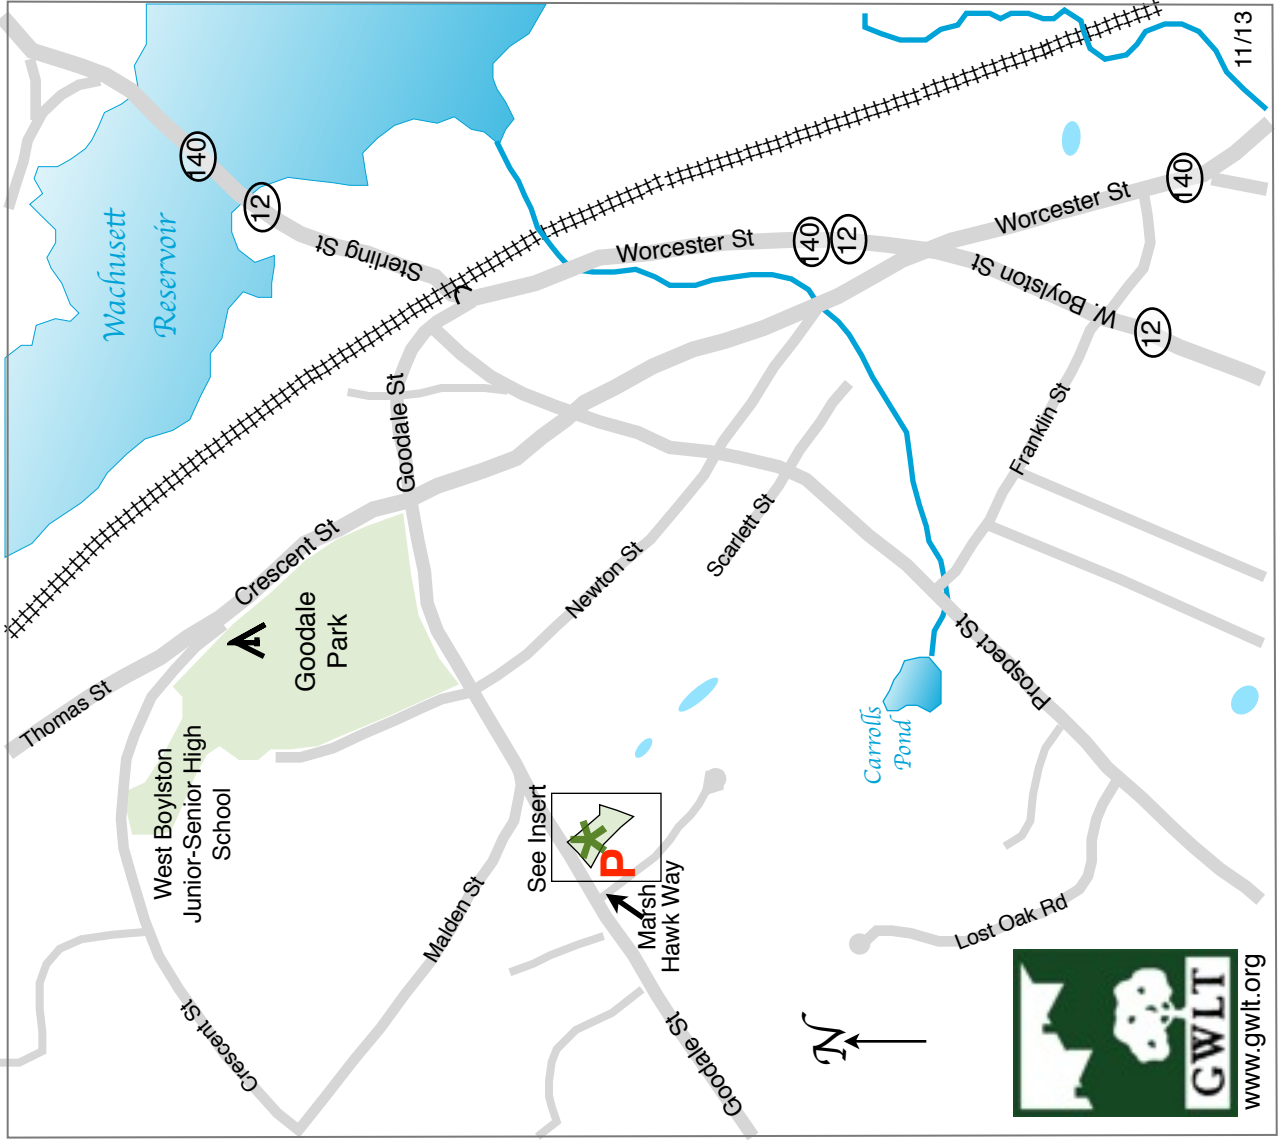 11/13
140
12
Wachusett
Reservoir
Sterling St
Worcester St
140
12
Worcester St
140
W. Boylston St
12
Goodale St
Franklin St
Crescent St
Scarlett St
Newton St
Goodale
Park
Thomas St
Prospect St
Carrolls
Pond
West Boylston
Junior-Senior High
School
See Insert
P
Marsh
Hawk Way
Malden St
Lost Oak Rd
Crescent St
Goodale St
N
GWLT
www.gwlt.org